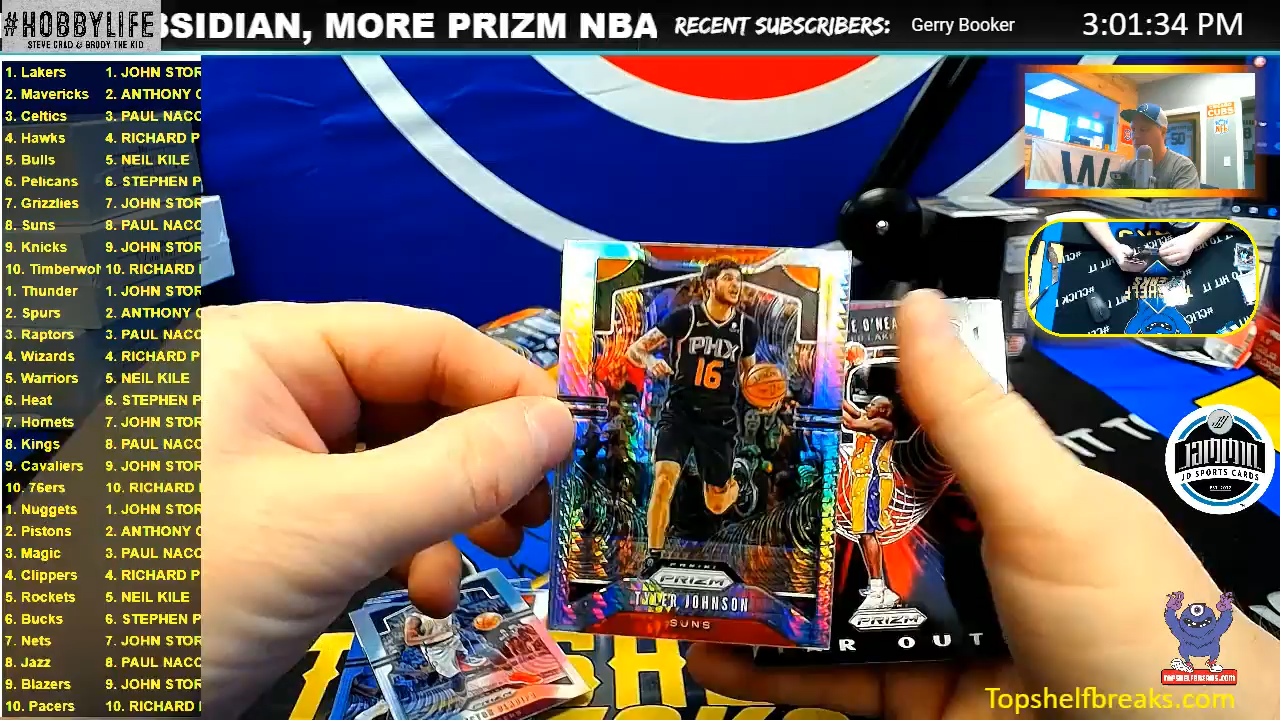 #HOBBYLIFE
STEVE CRAD & BRODY THE KID
SSIDIAN, MORE PRIZM NBA
RECENT SUBSCRIBERS:
Gerry Booker
3:01:34 PM
1. Lakers 1. JOHN STOR
2. Mavericks 2. ANTHONY C
3. Celtics 3. PAUL NACC
4. Hawks 4. RICHARD P
5. Bulls 5. NEIL KILE
6. Pelicans 6. STEPHEN P
7. Grizzlies 7. JOHN STOR
8. Suns 8. PAUL NACC
9. Knicks 9. JOHN STOR
10. Timberwol 10. RICHARD
1. Thunder 1. JOHN STOR
2. Spurs 2. ANTHONY C
3. Raptors 3. PAUL NACC
4. Wizards 4. RICHARD P
5. Warriors 5. NEIL KILE
6. Heat 6. STEPHEN P
7. Hornets 7. JOHN STOR
8. Kings 8. PAUL NACC
9. Cavaliers 9. JOHN STOR
10. 76ers 10. RICHARD
1. Nuggets 1. JOHN STOR
2. Pistons 2. ANTHONY C
3. Magic 3. PAUL NACC
4. Clippers 4. RICHARD P
5. Rockets 5. NEIL KILE
6. Bucks 6. STEPHEN P
7. Nets 7. JOHN STOR
8. Jazz 8. PAUL NACC
9. Blazers 9. JOHN STOR
10. Pacers 10. RICHARD
PHX
16
PANINI
PRIZM
TYLER JOHNSON
SUNS
E O'NEA
PRIZM
R OUT
W
CUBS
JAMMIN
JD SPORTS CARDS
TOPSHELFBREAKS.COM
Topshelfbreaks.com